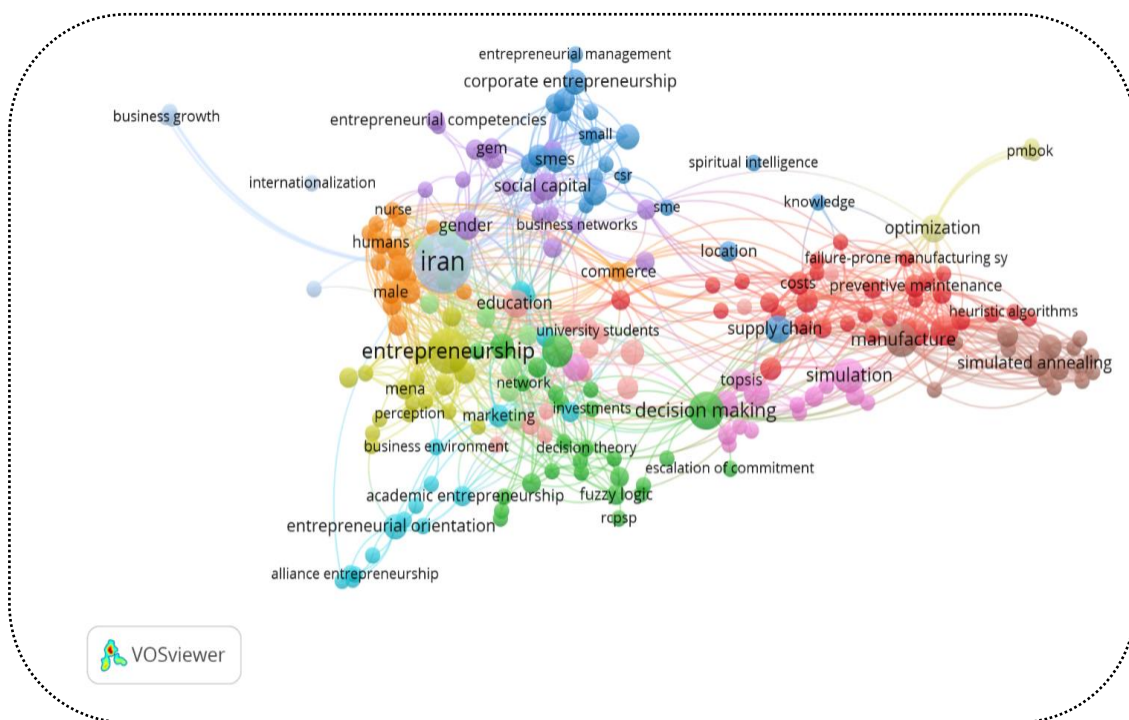 entrepreneurial management
corporate entrepreneurship
business growth
entrepreneurial competencies
small
gem
smes
pmbok
spiritual intelligence
csr
internationalization
social capital
knowledge
nurse
sme
gender
business networks
optimization
humans
location
iran
failure-prone manufacturing sy
commerce
costs
preventive maintenance
male
education
heuristic algorithms
university students
supply chain
manufacture
entrepreneurship
simulated annealing
simulation
topsis
network
mena
investments
decision making
perception
marketing
business environment
decision theory
escalation of commitment
academic entrepreneurship
fuzzy logic
rcpsp
entrepreneurial orientation
alliance entrepreneurship
VOSviewer